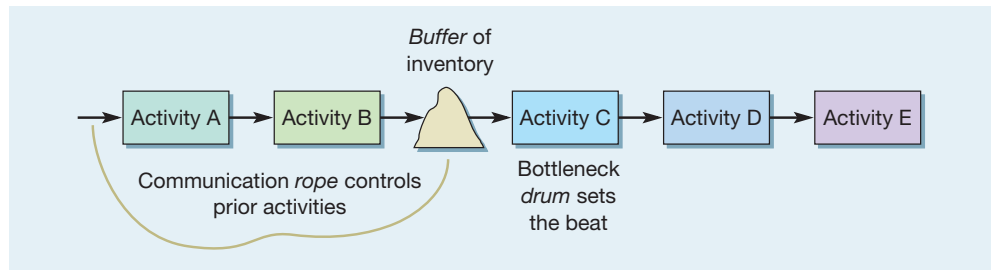 Buffer of
inventory
Activity A
Activity B
Activity C
Activity D
Activity E
Communication rope controls
prior activities
Bottleneck
drum sets
the beat